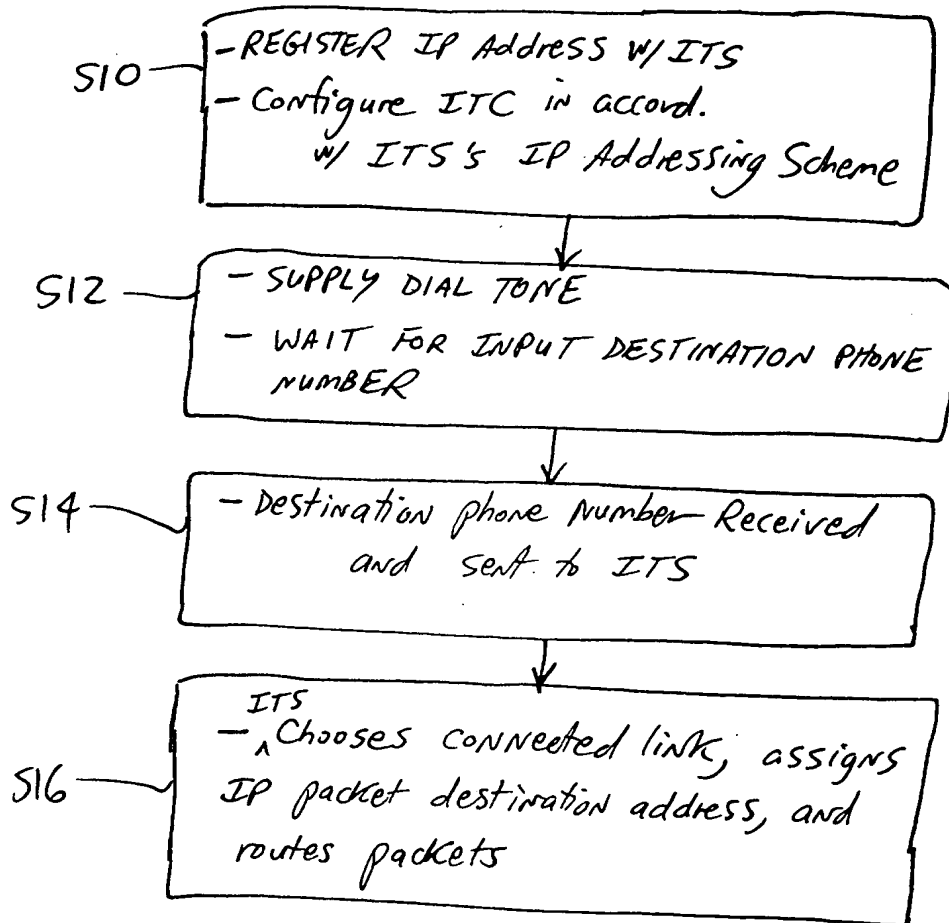 S10
- REGISTER IP Address w/ ITS
- Configure ITC in accord.
w/ ITS's IP Addressing Scheme
S12
- SUPPLY DIAL TONE
- WAIT FOR INPUT DESTINATION PHONE
NUMBER
S14
- Destination phone Number Received
and sent to ITS
S16
ITS
- ^ Chooses connected link, assigns
IP packet destination address, and
routes packets